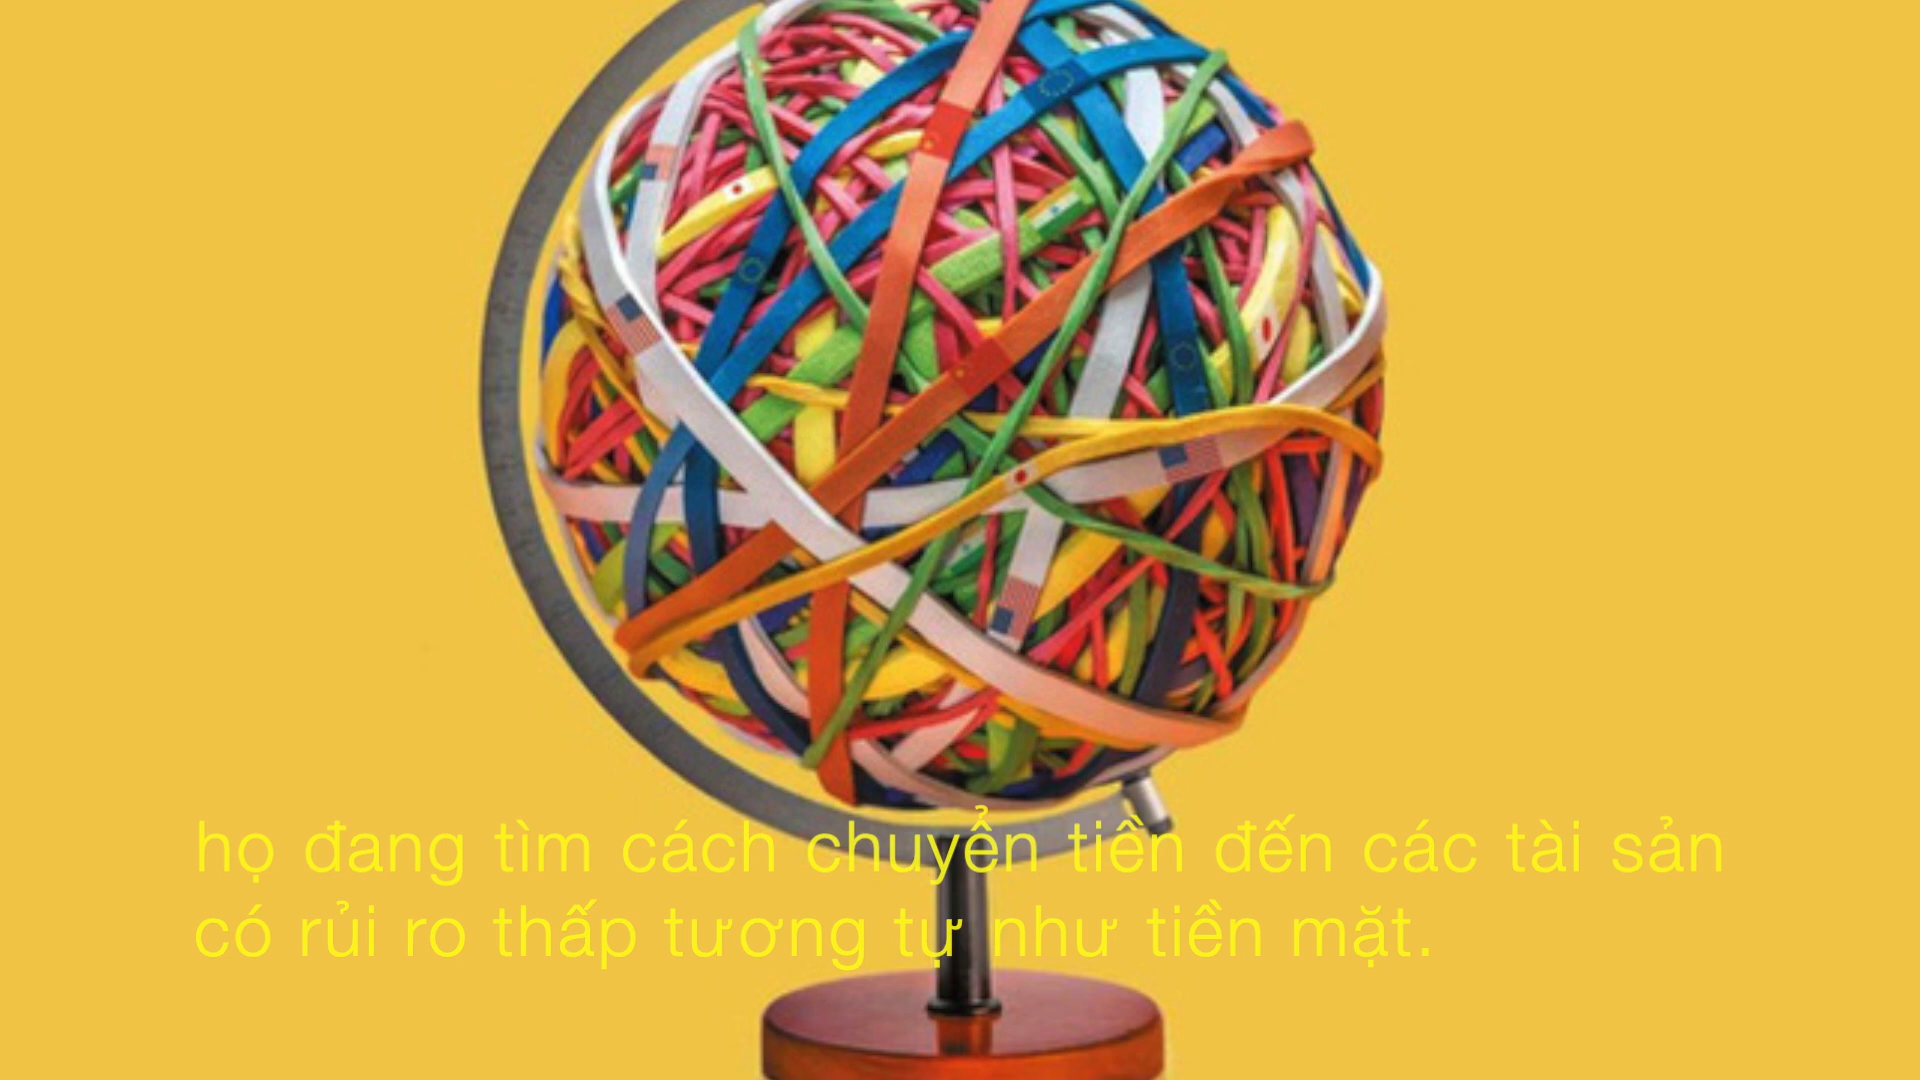 họ đang tìm cách chuyển tiền đến các tài sản
có rủi ro thấp tương tự như tiền mặt.